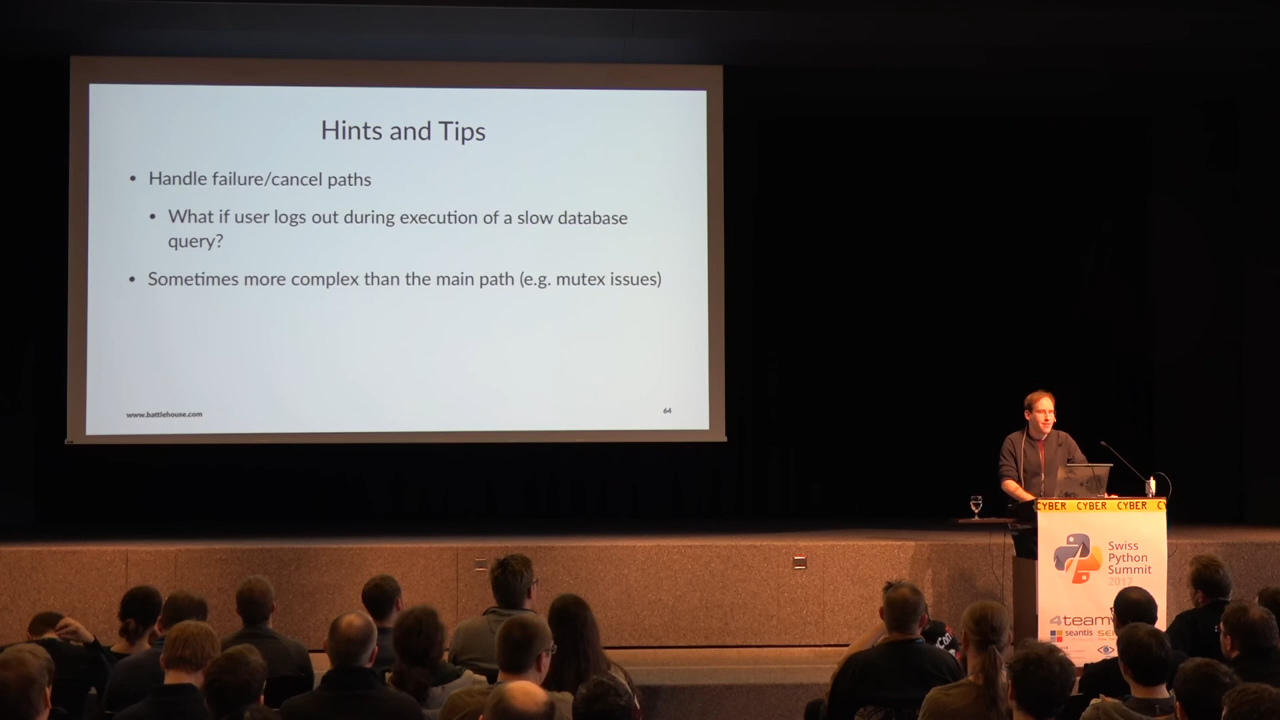 Hints and Tips
• Handle failure/cancel paths
• What if user logs out during execution of a slow database
query?
• Sometimes more complex than the main path (e.g. mutex issues)
www.battlehouse.com
64
CYBER CYBER CYBER CY
Swiss
Python
Summit
2017
4team
seantis